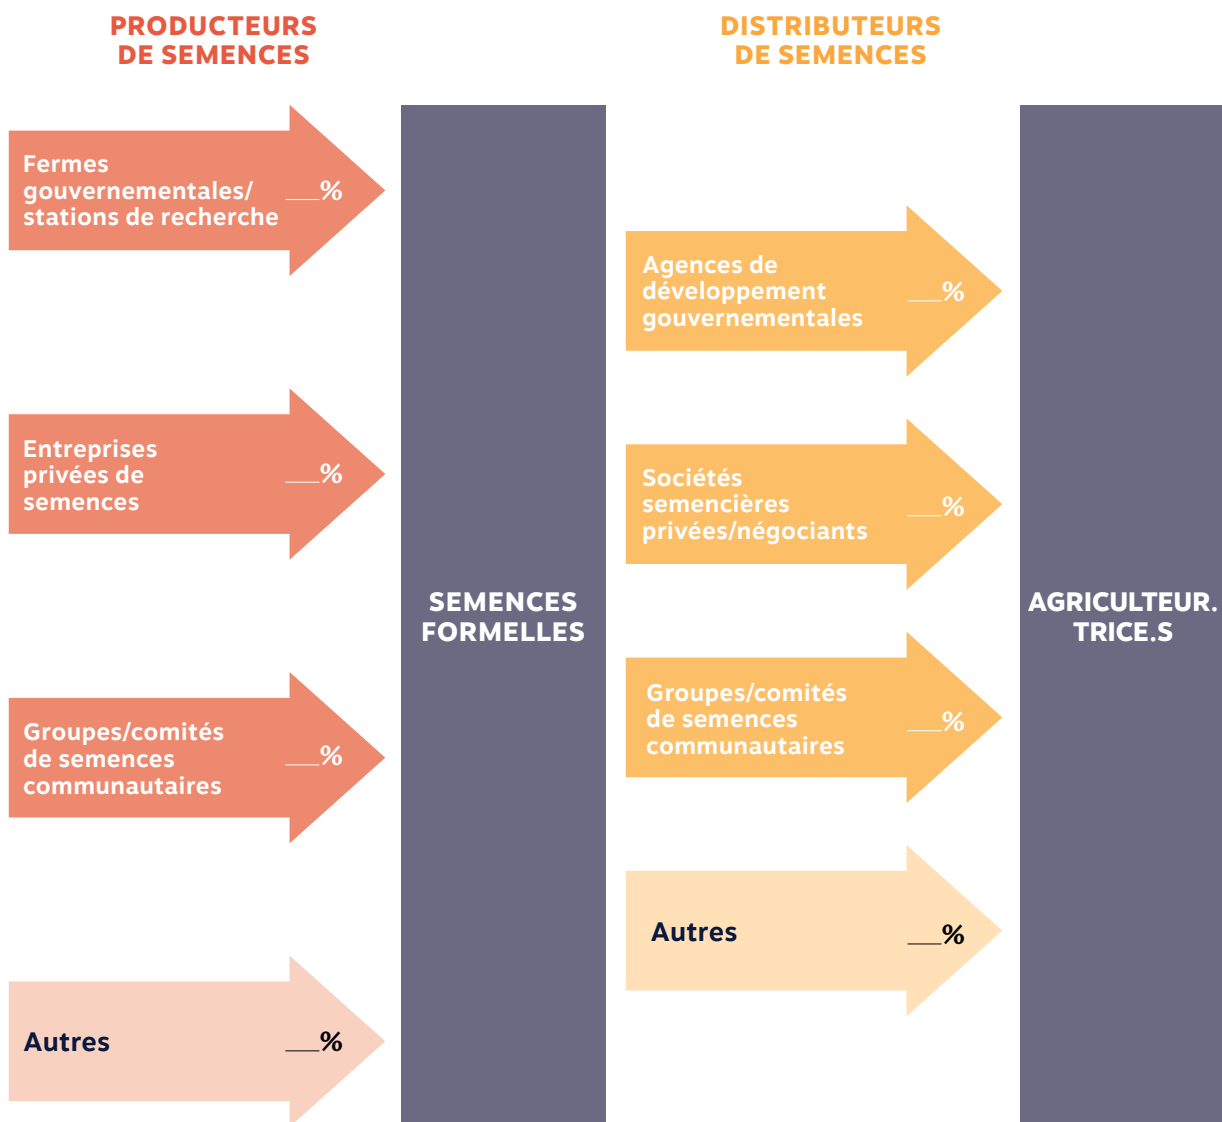 PRODUCTEURS
DE SEMENCES
DISTRIBUTEURS
DE SEMENCES
Fermes
gouvernementales/
stations de recherche
___%
Entreprises
privées de
semences
___%
Groupes/comités
de semences
communautaires
___%
Autres
___%
SEMENCES
FORMELLES
Agences de
développement
gouvernementales
___%
Sociétés
semencières
privées/négociants
___%
Groupes/comités
de semences
communautaires
___%
Autres
___%
AGRICULTEUR.
TRICE.S